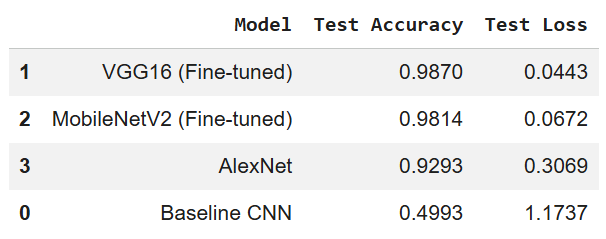 Model Test Accuracy Test Loss
1 VGG16 (Fine-tuned) 0.9870 0.0443
2 MobileNetV2 (Fine-tuned) 0.9814 0.0672
3 AlexNet 0.9293 0.3069
0 Baseline CNN 0.4993 1.1737